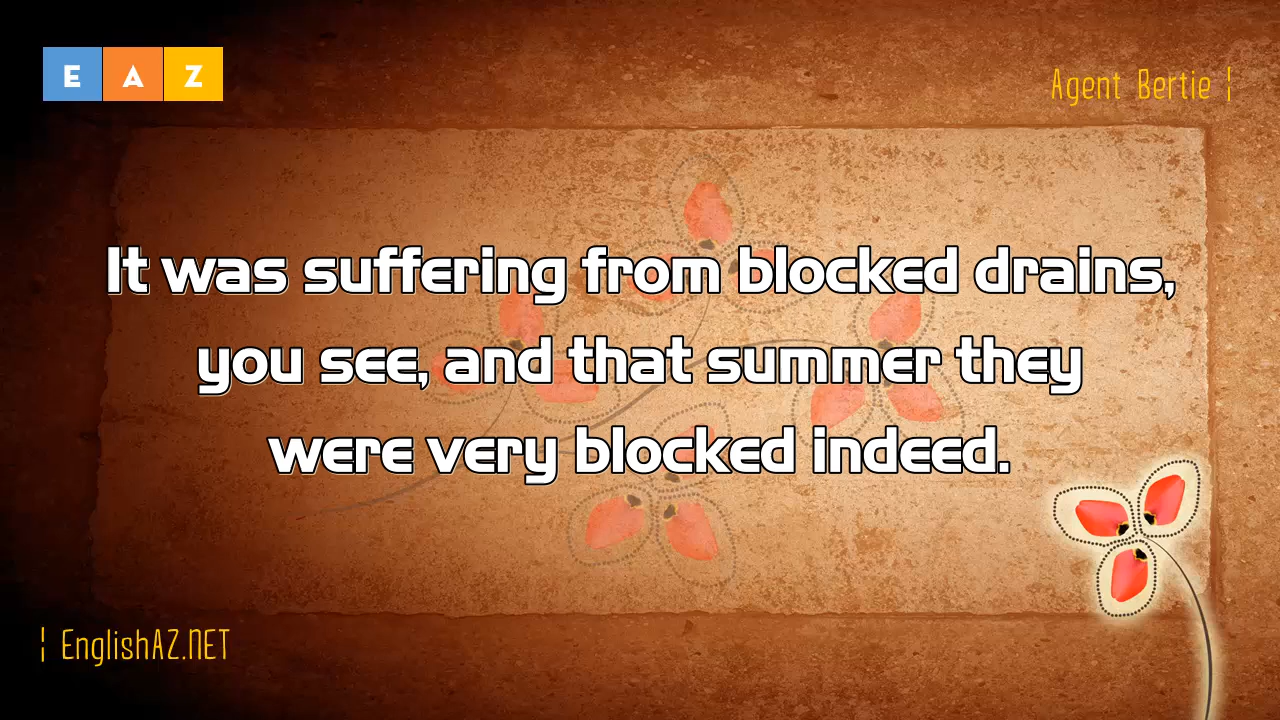 E A Z
Agent Bertie ¦
It was suffering from blocked drains,
you see, and that summer they
were very blocked indeed.
¦ EnglishAZ.NET